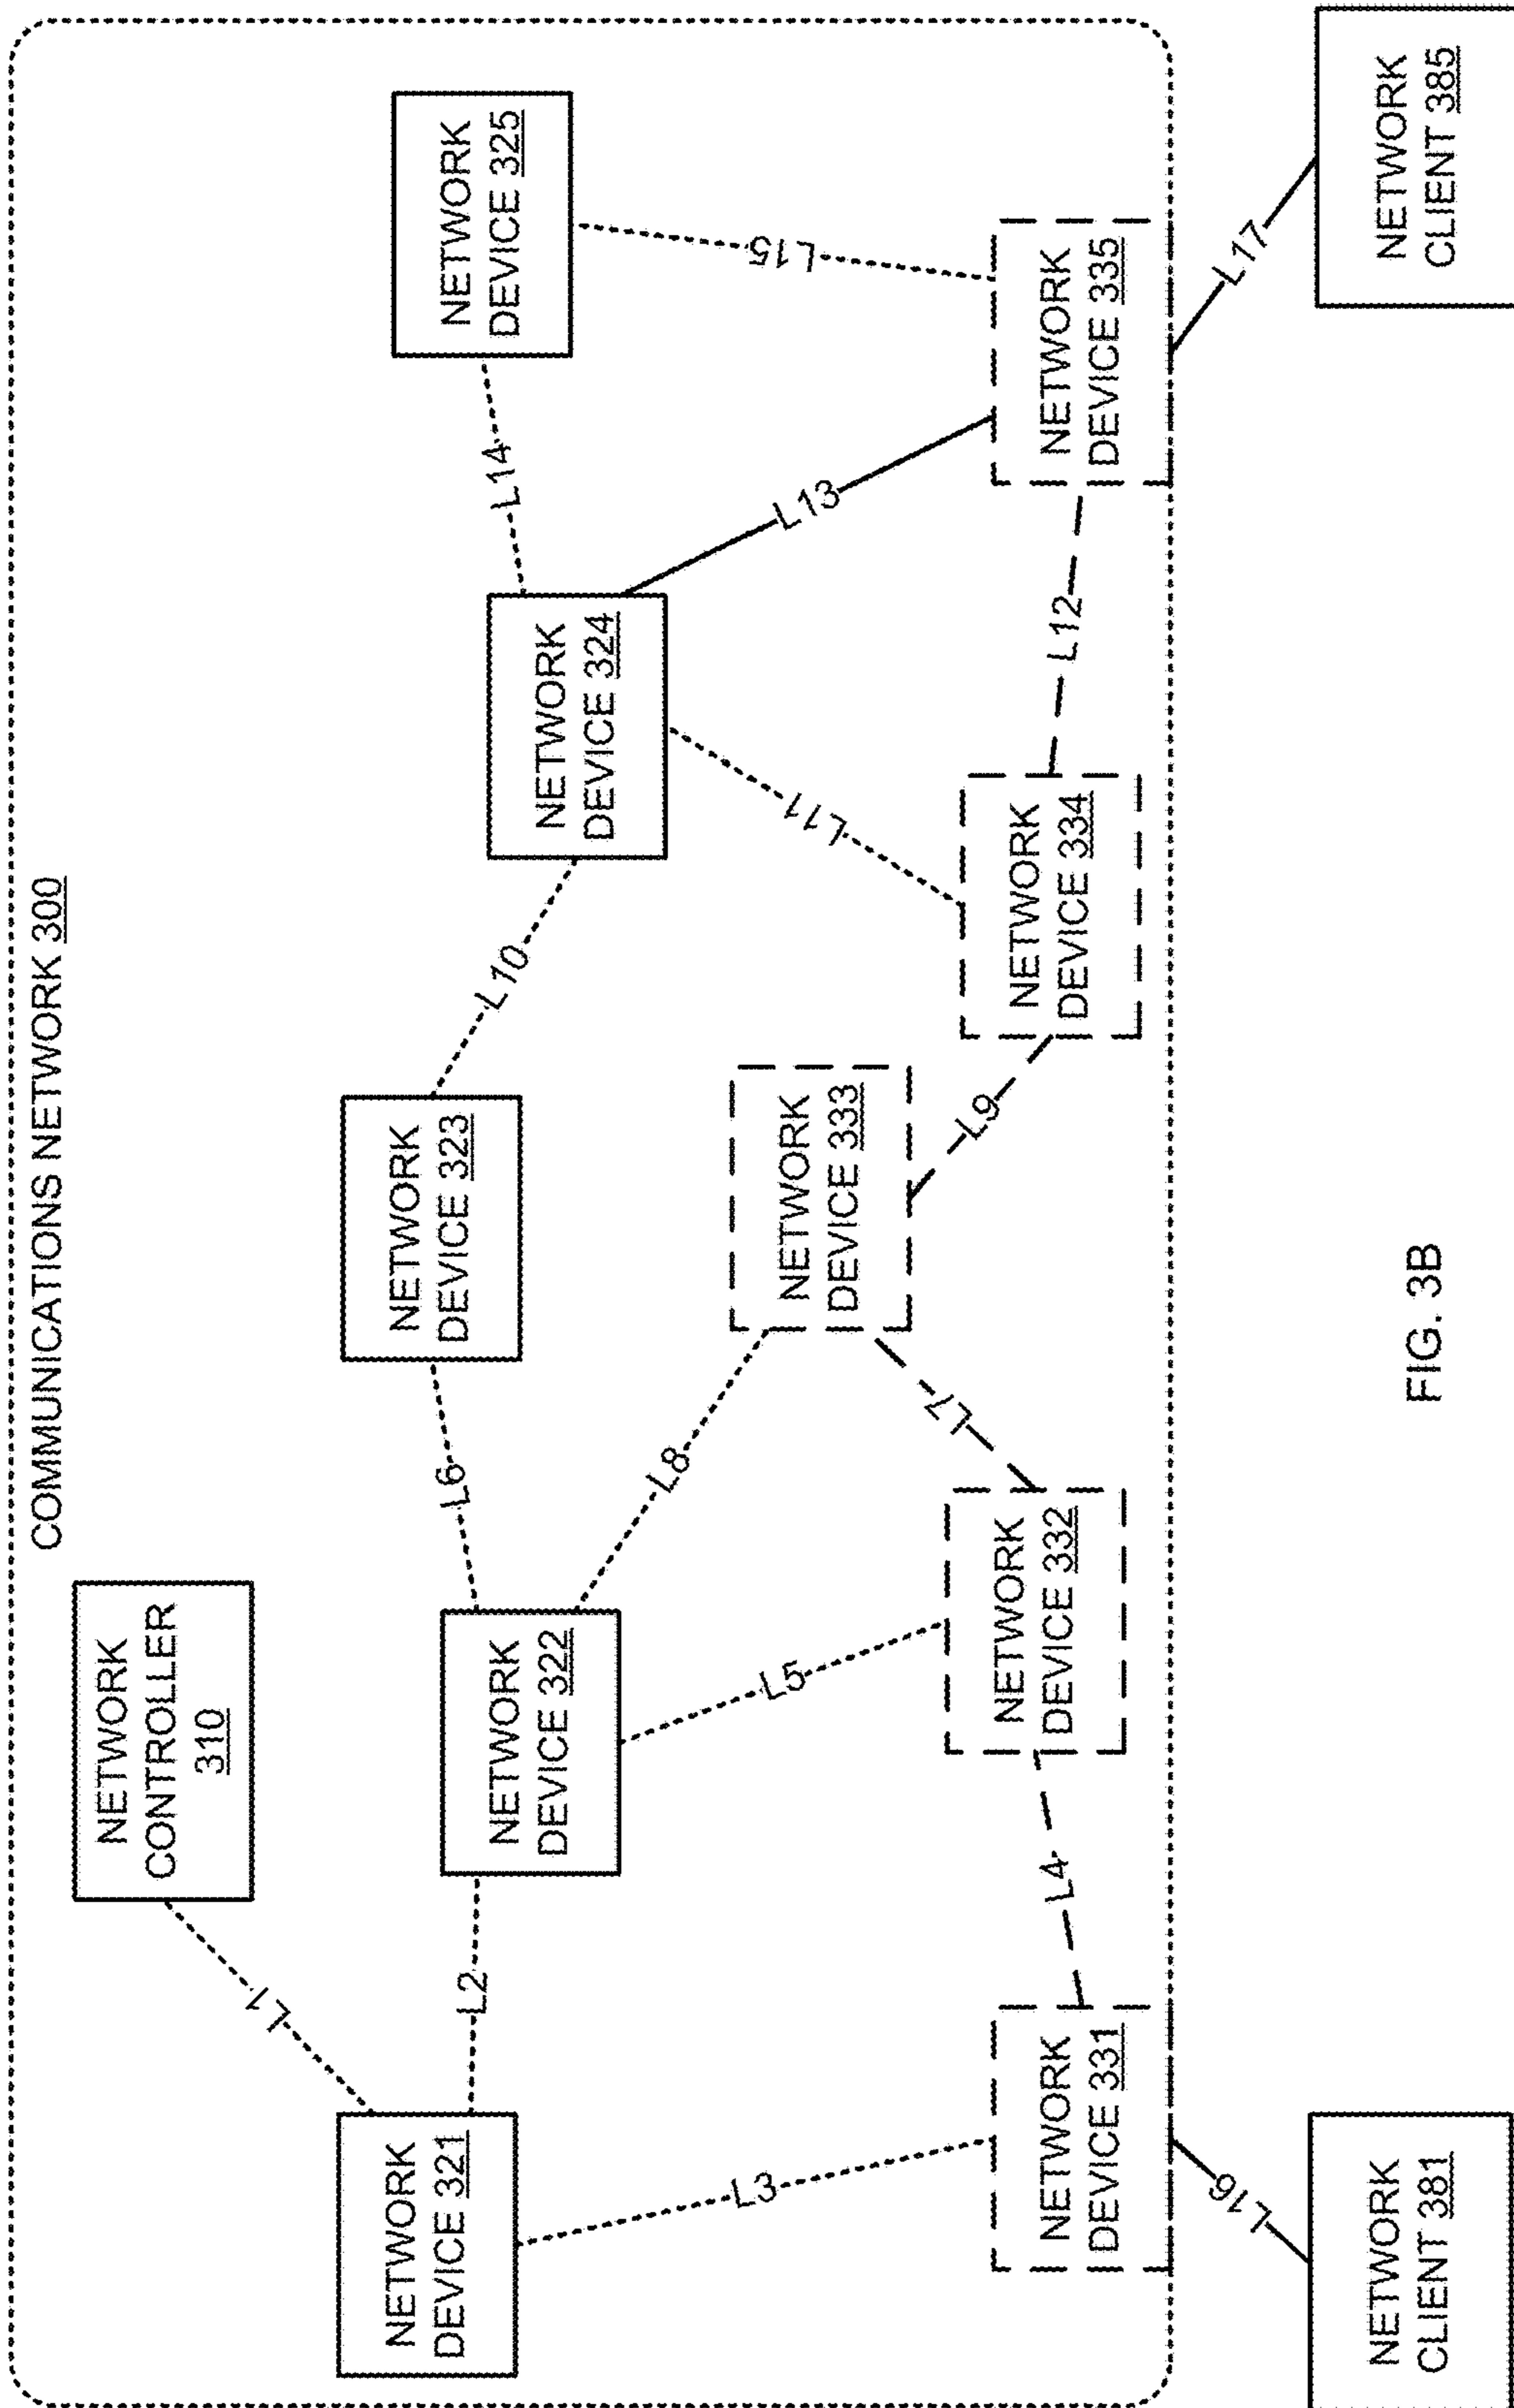 COMMUNICATIONS NETWORK 300
NETWORK
CONTROLLER
310
L1
NETWORK
DEVICE 321
L2
NETWORK
DEVICE 322
L6
NETWORK
DEVICE 323
L10
NETWORK
DEVICE 324
L14
NETWORK
DEVICE 325
L3
L5
L8
L11
L13
L15
NETWORK
DEVICE 331
L4
NETWORK
DEVICE 332
L7
NETWORK
DEVICE 333
L9
NETWORK
DEVICE 334
L12
NETWORK
DEVICE 335
L16
L17
NETWORK
CLIENT 381
NETWORK
CLIENT 385
FIG. 3B